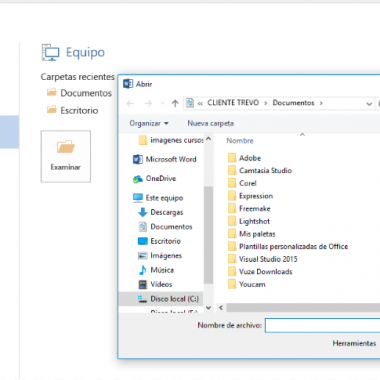 Equipo
Carpetas recientes
Documentos
Escritorio
Examinar
Abrir
« CLIENTE TREVO › Documentos ›
Organizar
Nueva carpeta
imagenes cursos
Microsoft Word
OneDrive
Este equipo
Descargas
Documentos
Escritorio
Imágenes
Música
Vídeos
Disco local (C:)
Disco local
Nombre
Adobe
Camtasia Studio
Corel
Expression
Freemake
Lightshot
Mis paletas
Plantillas personalizadas de Office
Visual Studio 2015
Vuze Downloads
Youcam
Nombre de archivo:
Herramientas